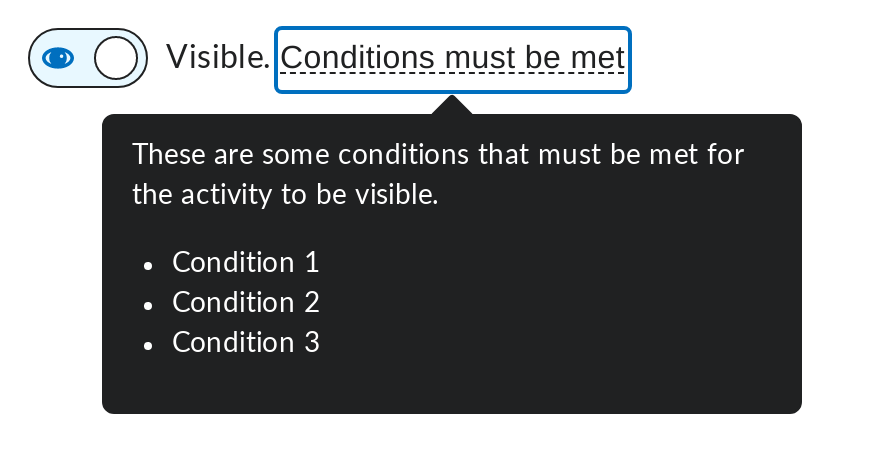 Visible. Conditions must be met
These are some conditions that must be met for
the activity to be visible.
• Condition 1
• Condition 2
• Condition 3